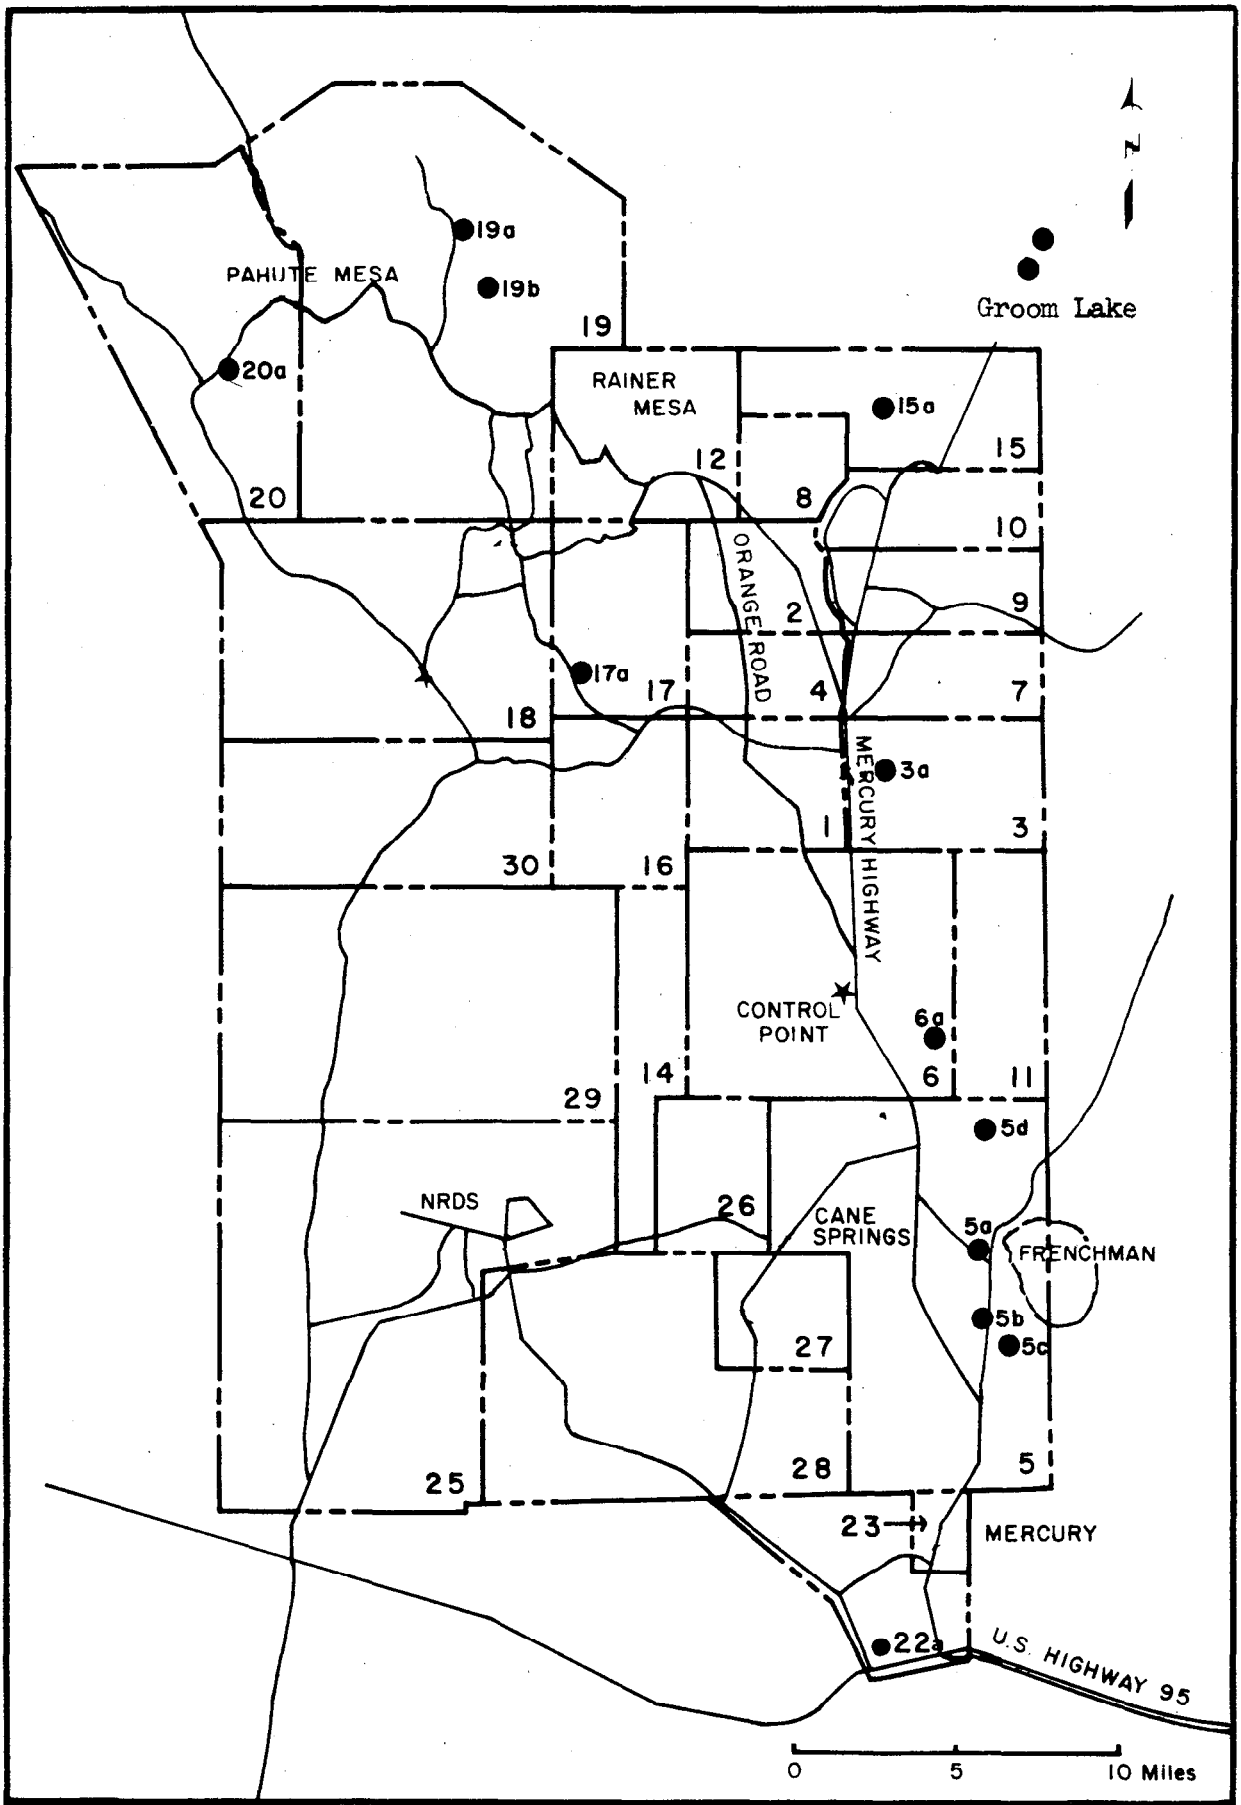 N
19a
PAHUTE MESA
19b
Groom Lake
19
20a
RAINER
MESA
15a
12
15
20
8
10
ORANGE ROAD
2
9
17a
17
4
7
18
MERCURY HIGHWAY
3a
1
3
30
16
CONTROL
POINT
6a
29
14
6
11
5d
NRDS
26
CANE
SPRINGS
5a
FRENCHMAN
5b
27
5c
25
28
5
23
MERCURY
22a
U.S. HIGHWAY 95
0 5 10 Miles